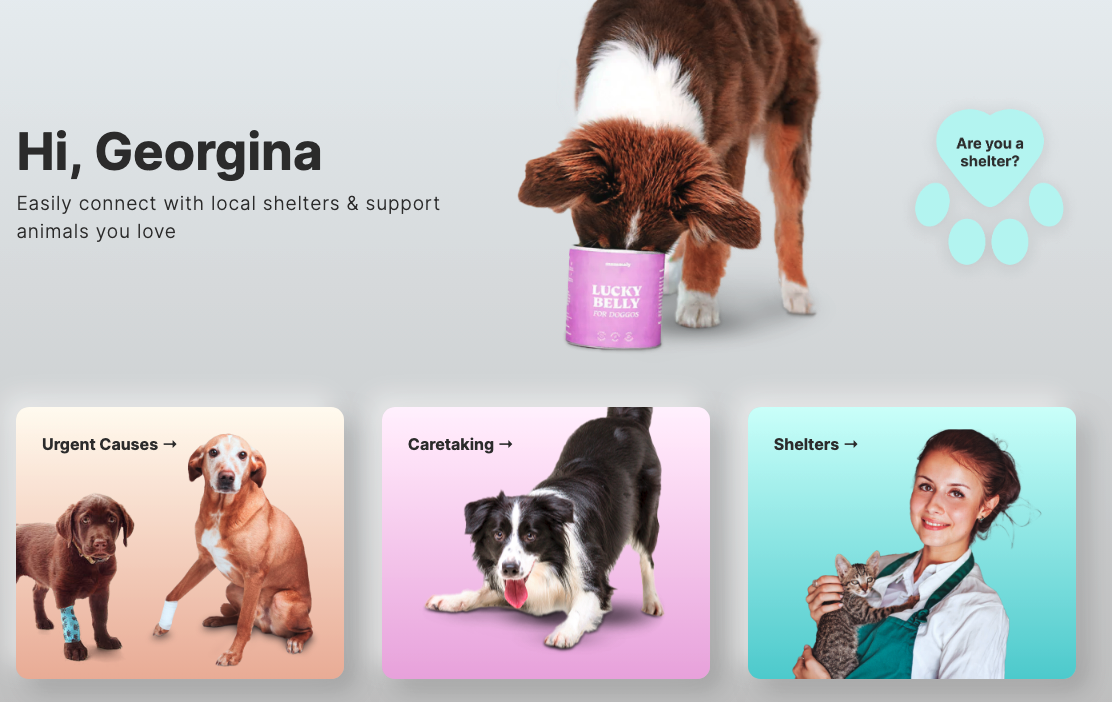 Hi, Georgina
Easily connect with local shelters & support
animals you love
LUCKY
BELLY
FOR DOGGOS
Are you a
shelter?
Urgent Causes →
Caretaking →
Shelters →